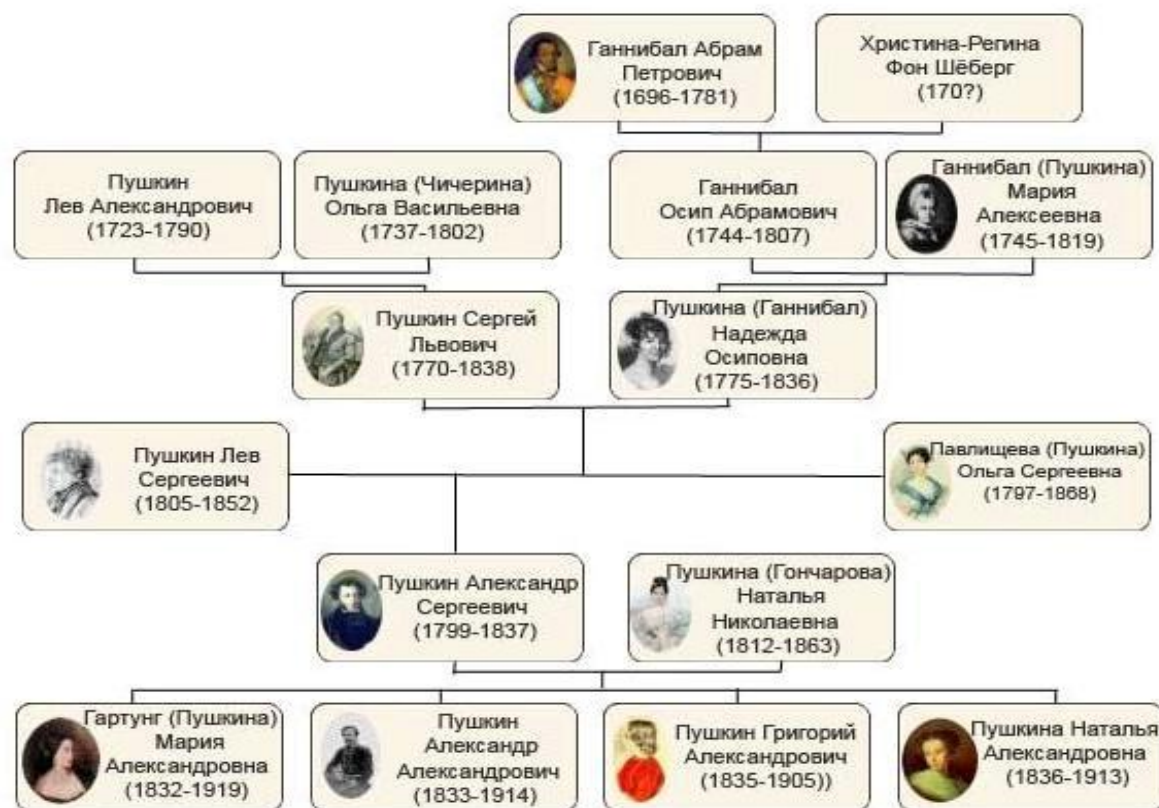 Ганнибал Абрам
Петрович
(1696-1781)
Христина-Регина
Фон Шёберг
(170?)
Пушкин
Лев Александрович
(1723-1790)
Пушкина (Чичерина)
Ольга Васильевна
(1737-1802)
Ганнибал
Осип Абрамович
(1744-1807)
Ганнибал (Пушкина)
Мария
Алексеевна
(1745-1819)
Пушкин Сергей
Львович
(1770-1838)
Пушкина (Ганнибал)
Надежда
Осиповна
(1775-1836)
Пушкин Лев
Сергеевич
(1805-1852)
Павлищева (Пушкина)
Ольга Сергеевна
(1797-1868)
Пушкин Александр
Сергеевич
(1799-1837)
Пушкина (Гончарова)
Наталья
Николаевна
(1812-1863)
Гартунг (Пушкина)
Мария
Александровна
(1832-1919)
Пушкин
Александр
Александрович
(1833-1914)
Пушкин Григорий
Александрович
(1835-1905))
Пушкина Наталья
Александровна
(1836-1913)